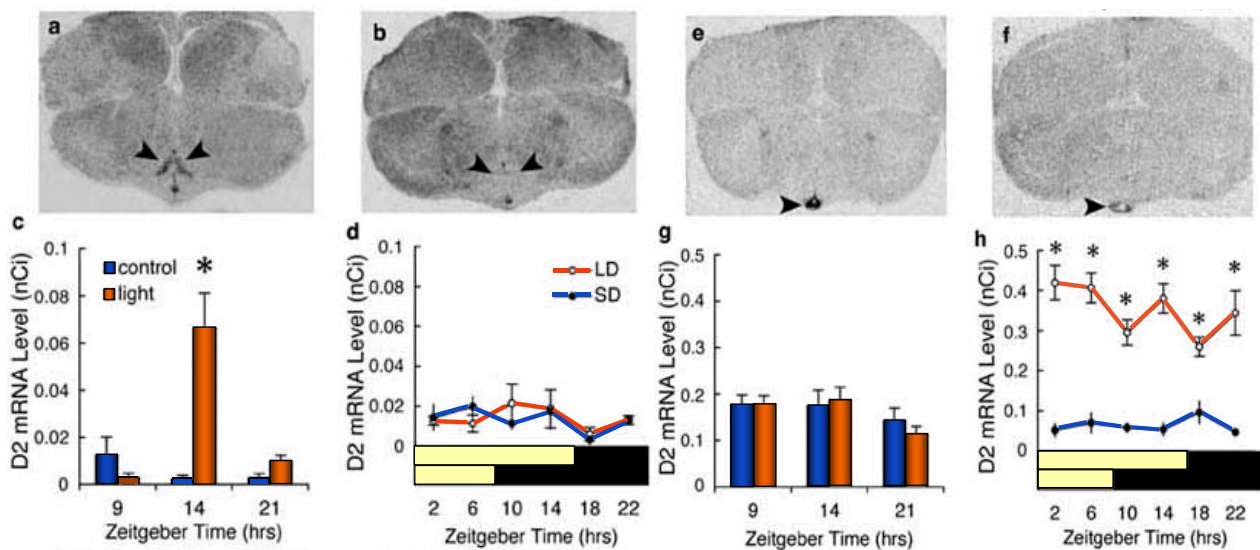 a
b
e
f
c
D2 mRNA Level (nCi)
0.1
0.08
0.06
0.04
0.02
0
control
light
*
9 14 21
Zeitgeber Time (hrs)
d
D2 mRNA Level (nCi)
0.1
0.08
0.06
0.04
0.02
0
LD
SD
2 6 10 14 18 22
Zeitgeber Time (hrs)
g
D2 mRNA Level (nCi)
0.5
0.4
0.3
0.2
0.1
0
9 14 21
Zeitgeber Time (hrs)
h
D2 mRNA Level (nCi)
0.5
0.4
0.3
0.2
0.1
0
* * * * * *
2 6 10 14 18 22
Zeitgeber Time (hrs)